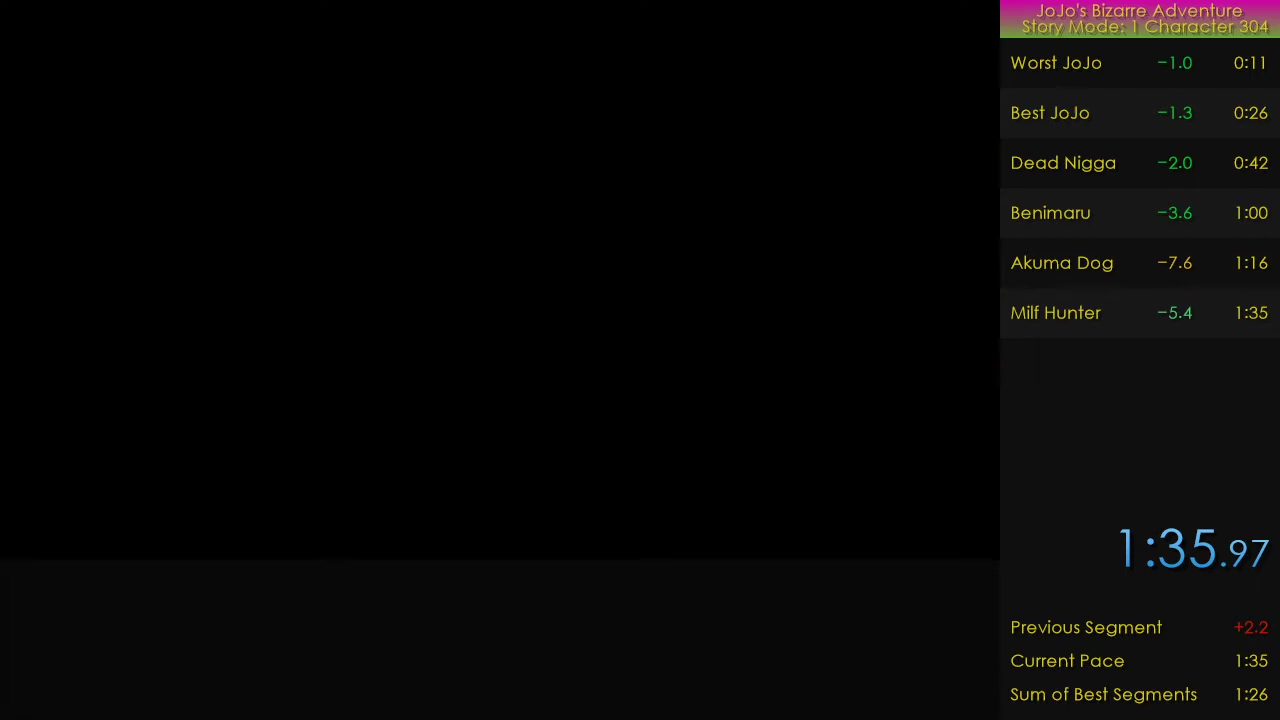 JoJo's Bizarre Adventure
Story Mode: 1 Character 304
Worst JoJo −1.0 0:11
Best JoJo −1.3 0:26
Dead Nigga −2.0 0:42
Benimaru −3.6 1:00
Akuma Dog −7.6 1:16
Milf Hunter −5.4 1:35
1:35.97
Previous Segment +2.2
Current Pace 1:35
Sum of Best Segments 1:26